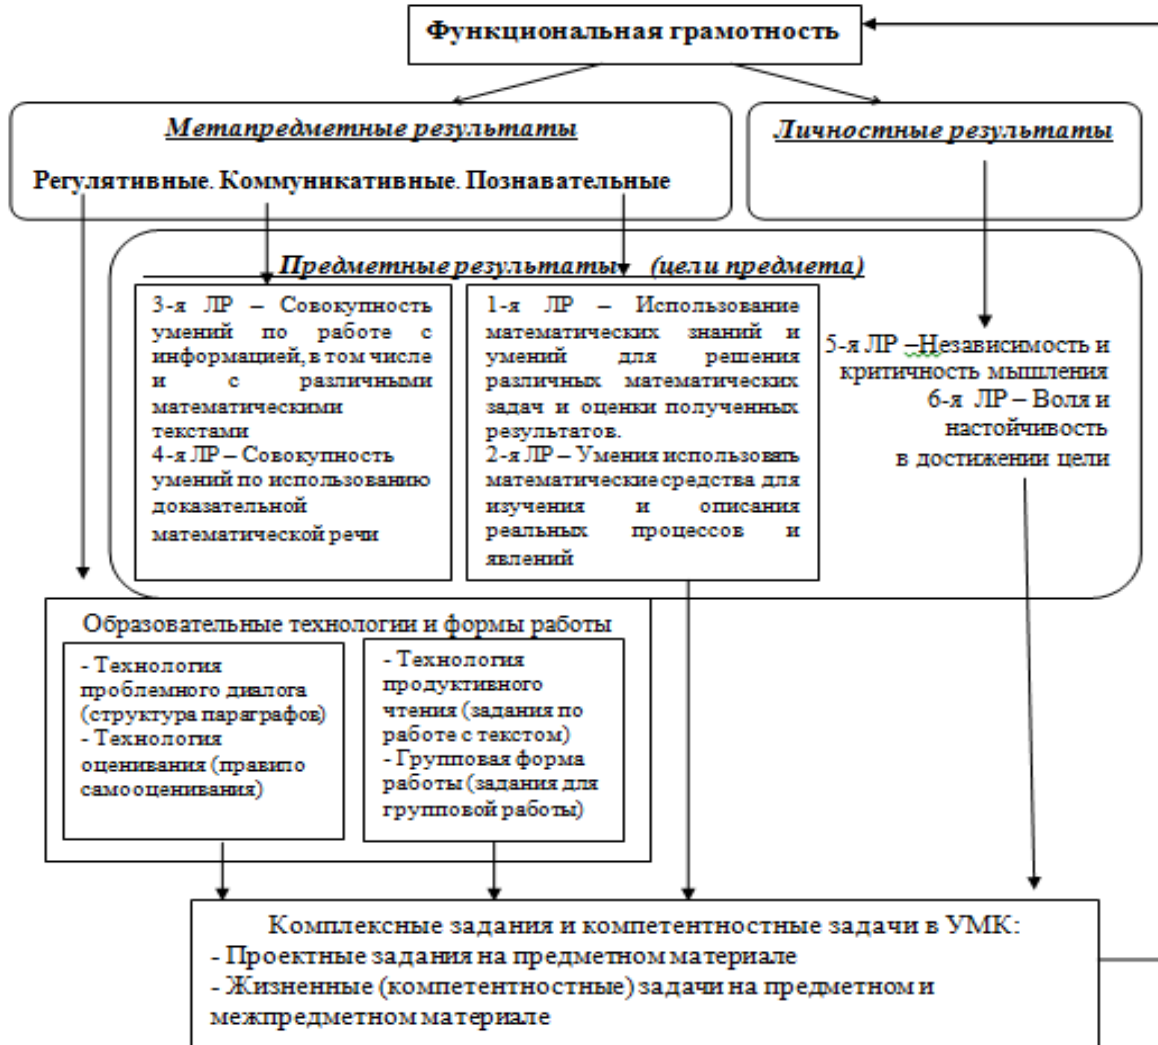 Функциональная грамотность
Метапредметные результаты
Регулятивные. Коммуникативные. Познавательные
Личностные результаты
Предметные результаты (цели предмета)
3-я ЛР – Совокупность
умений по работе с
информацией, в том числе
и с различными
математическими
текстами
4-я ЛР – Совокупность
умений по использованию
доказательной
математической речи
1-я ЛР – Использование
математических знаний и
умений для решения
различных математических
задач и оценки полученных
результатов.
2-я ЛР – Умения использовать
математические средства для
изучения и описания
реальных процессов и
явлений
5-я ЛР –Независимость и
критичность мышления
6-я ЛР – Воля и
настойчивость
в достижении цели
Образовательные технологии и формы работы
- Технология
проблемного диалога
(структура параграфов)
- Технология
оценивания (правило
самооценивания)
- Технология
продуктивного
чтения (задания по
работе с текстом)
- Групповая форма
работы (задания для
групповой работы)
Комплексные задания и компетентностные задачи в УМК:
- Проектные задания на предметном материале
- Жизненные (компетентностные) задачи на предметном и
межпредметном материале